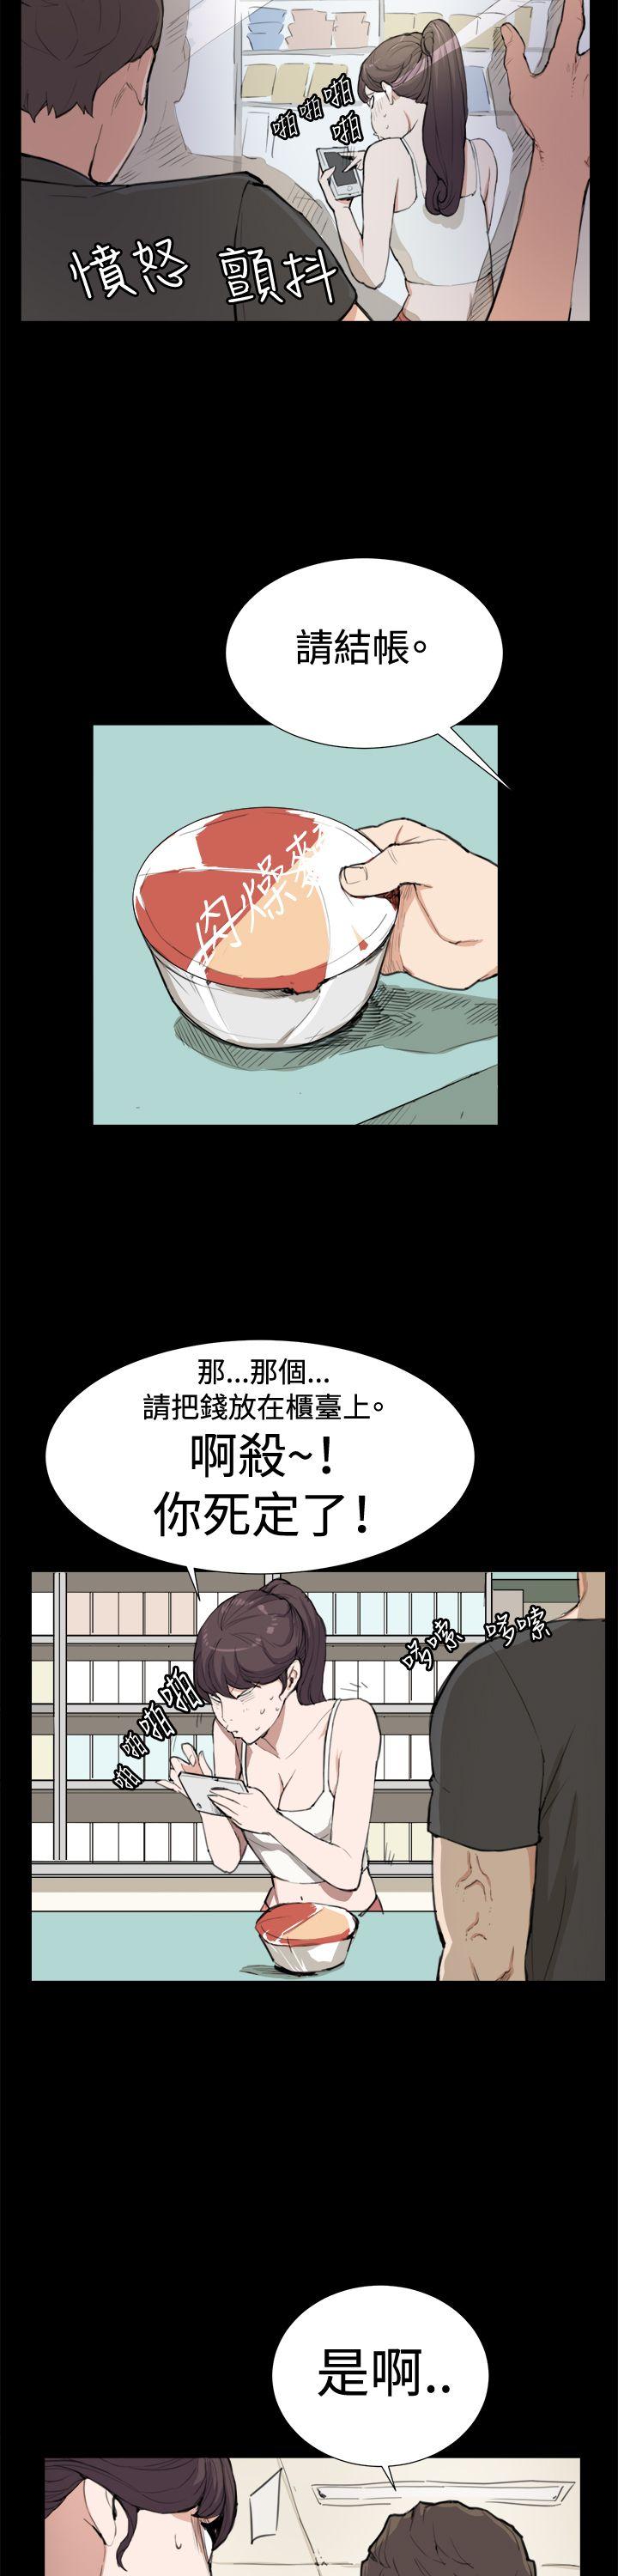 啪啪啪
啪
憤怒 顫抖
請結帳。
肉燥麵
那…那個…
請把錢放在櫃臺上。
啊殺~!
你死定了!
哆嗦 哆嗦
啪啪啪啪
是啊..